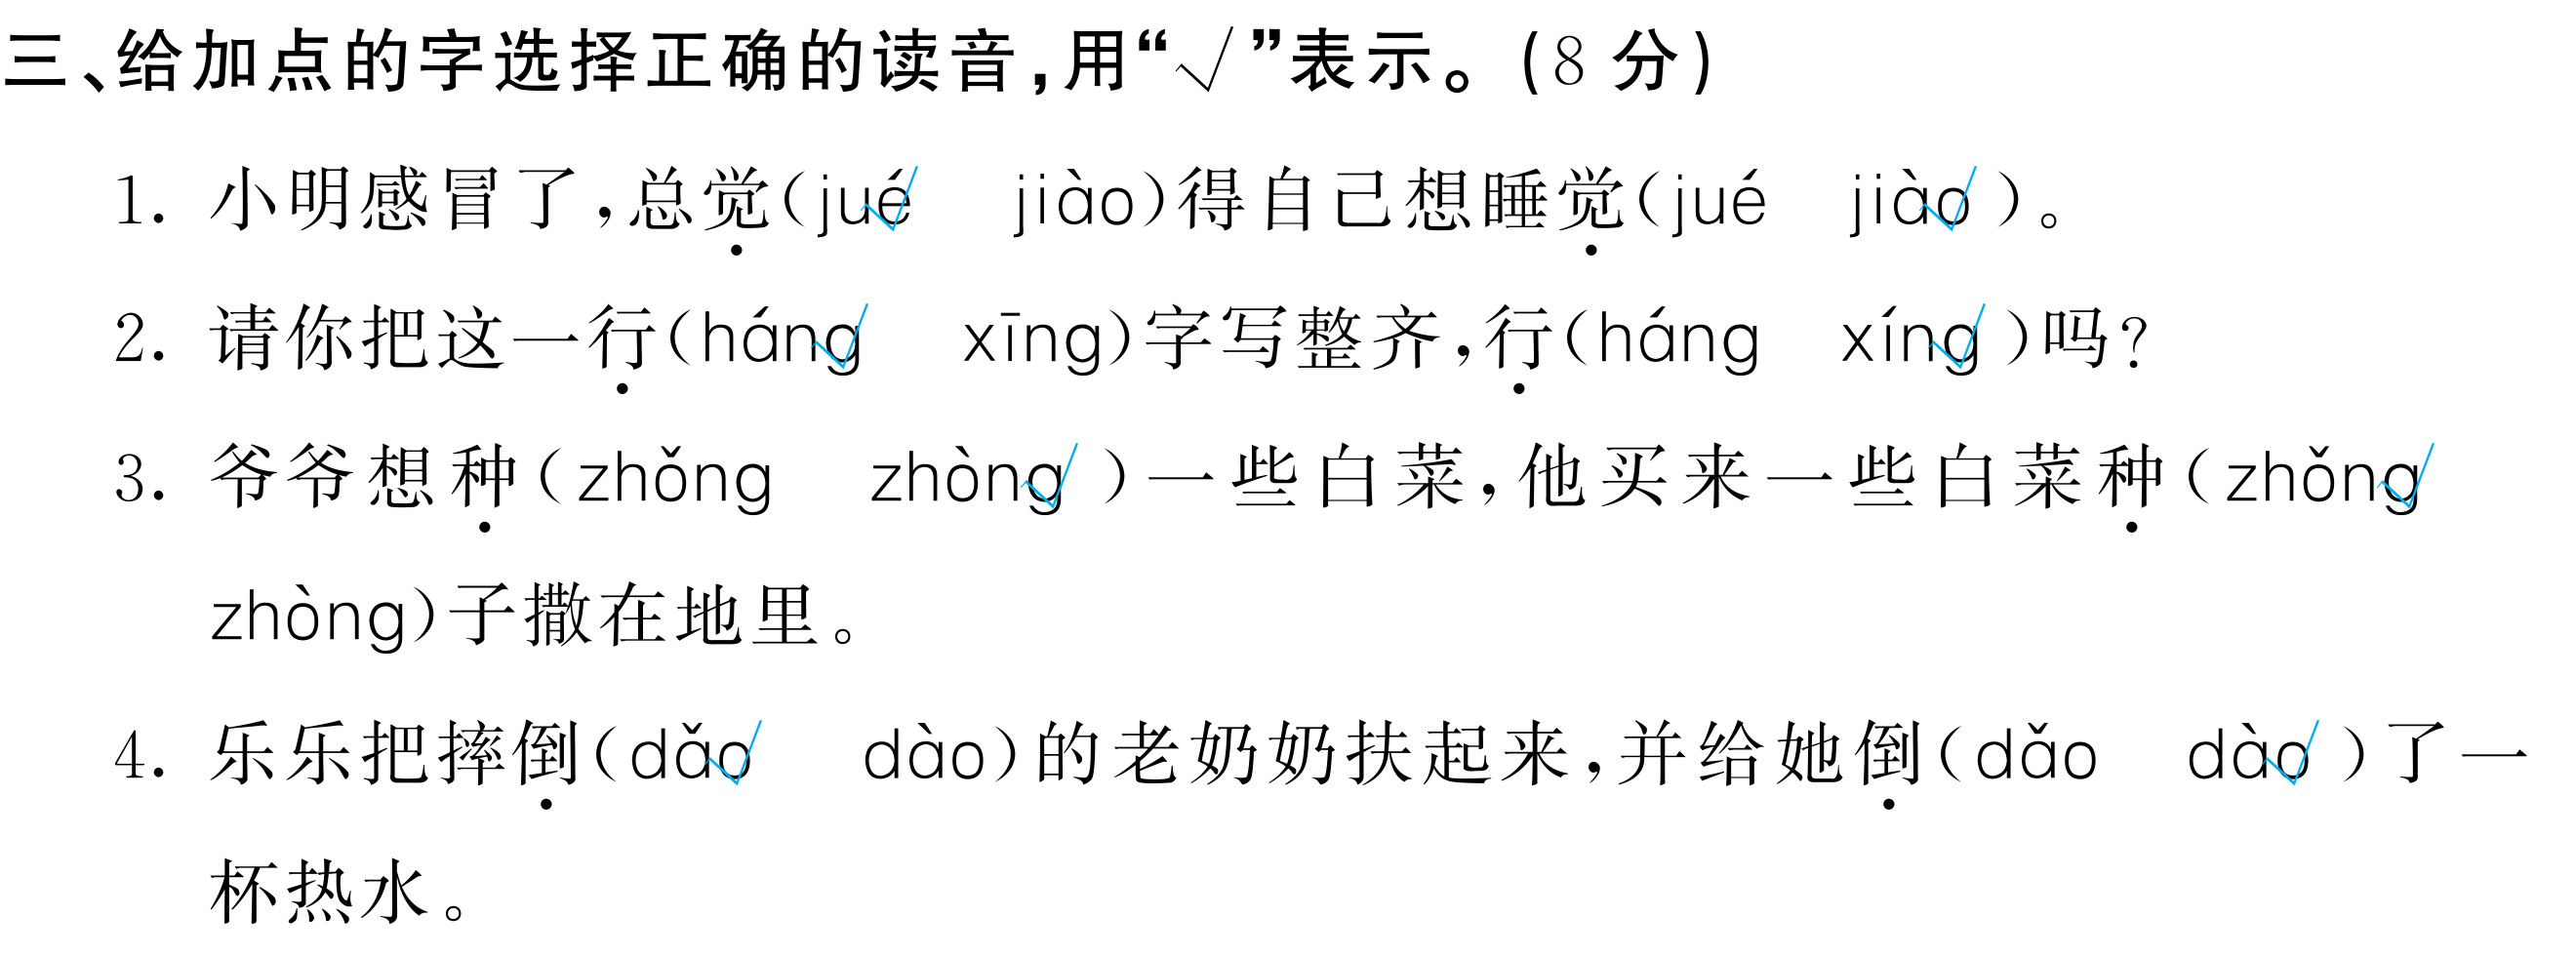 三、给加点的字选择正确的读音,用“√”表示。(8 分)
1. 小明感冒了,总觉(jué√ jiào)得自己想睡觉(jué jiào√)。
2. 请你把这一行(háng√ xīng)字写整齐,行(háng xíng√)吗?
3. 爷爷想种(zhǒng zhòng√)一些白菜,他买来一些白菜种(zhǒng√
zhòng)子撒在地里。
4. 乐乐把摔倒(dǎo√ dào)的老奶奶扶起来,并给她倒(dǎo dào√)了一
杯热水。